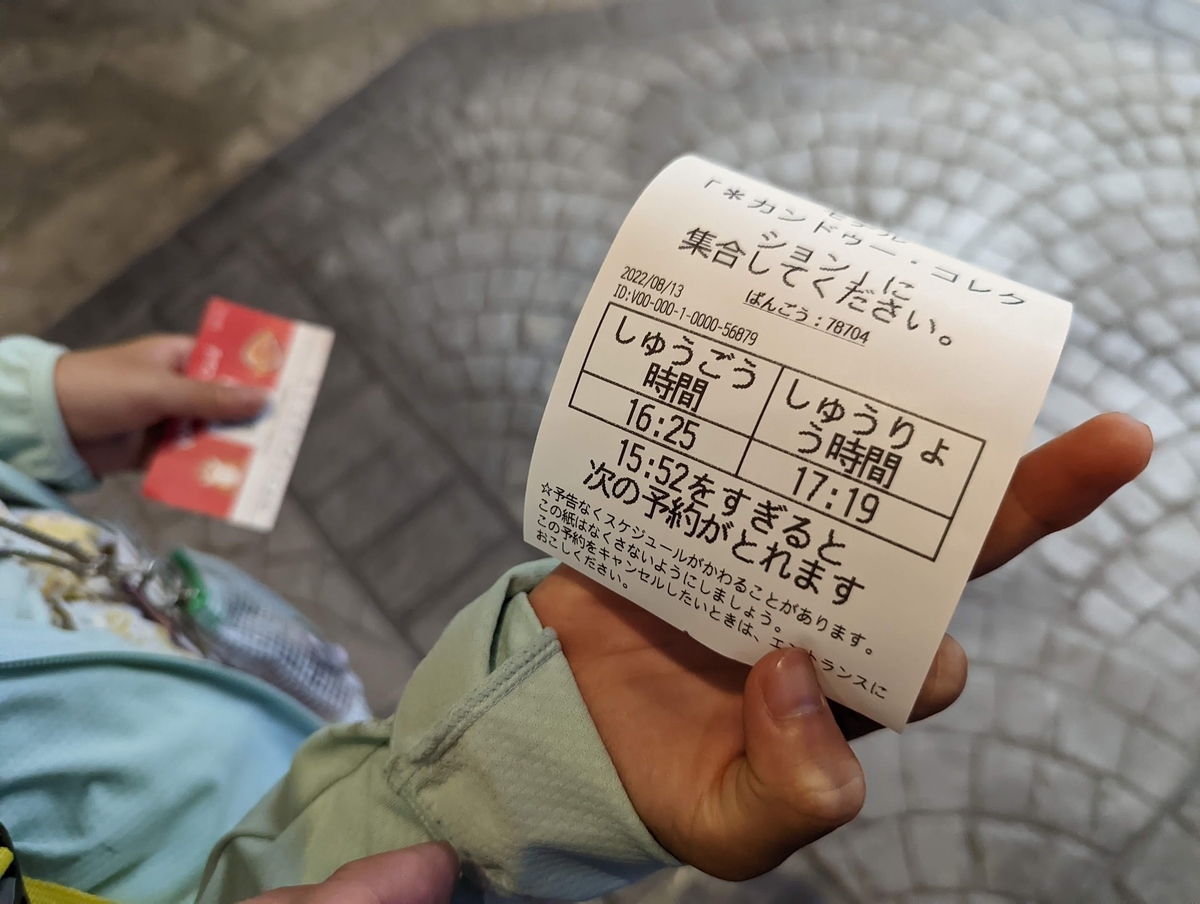 「*カンドゥー・コレク
ション」に
集合してください。
2022/08/13
ばんごう:78704
ID:V00-000-1-0000-56879
しゅうごう
時間
しゅうりょ
う時間
16:25
17:19
15:52をすぎると
次の予約がとれます
☆予告なくスケジュールがかわることがあります。
この紙はなくさないようにしましょう。
この予約をキャンセルしたいときは、エントランスに
おこしください。